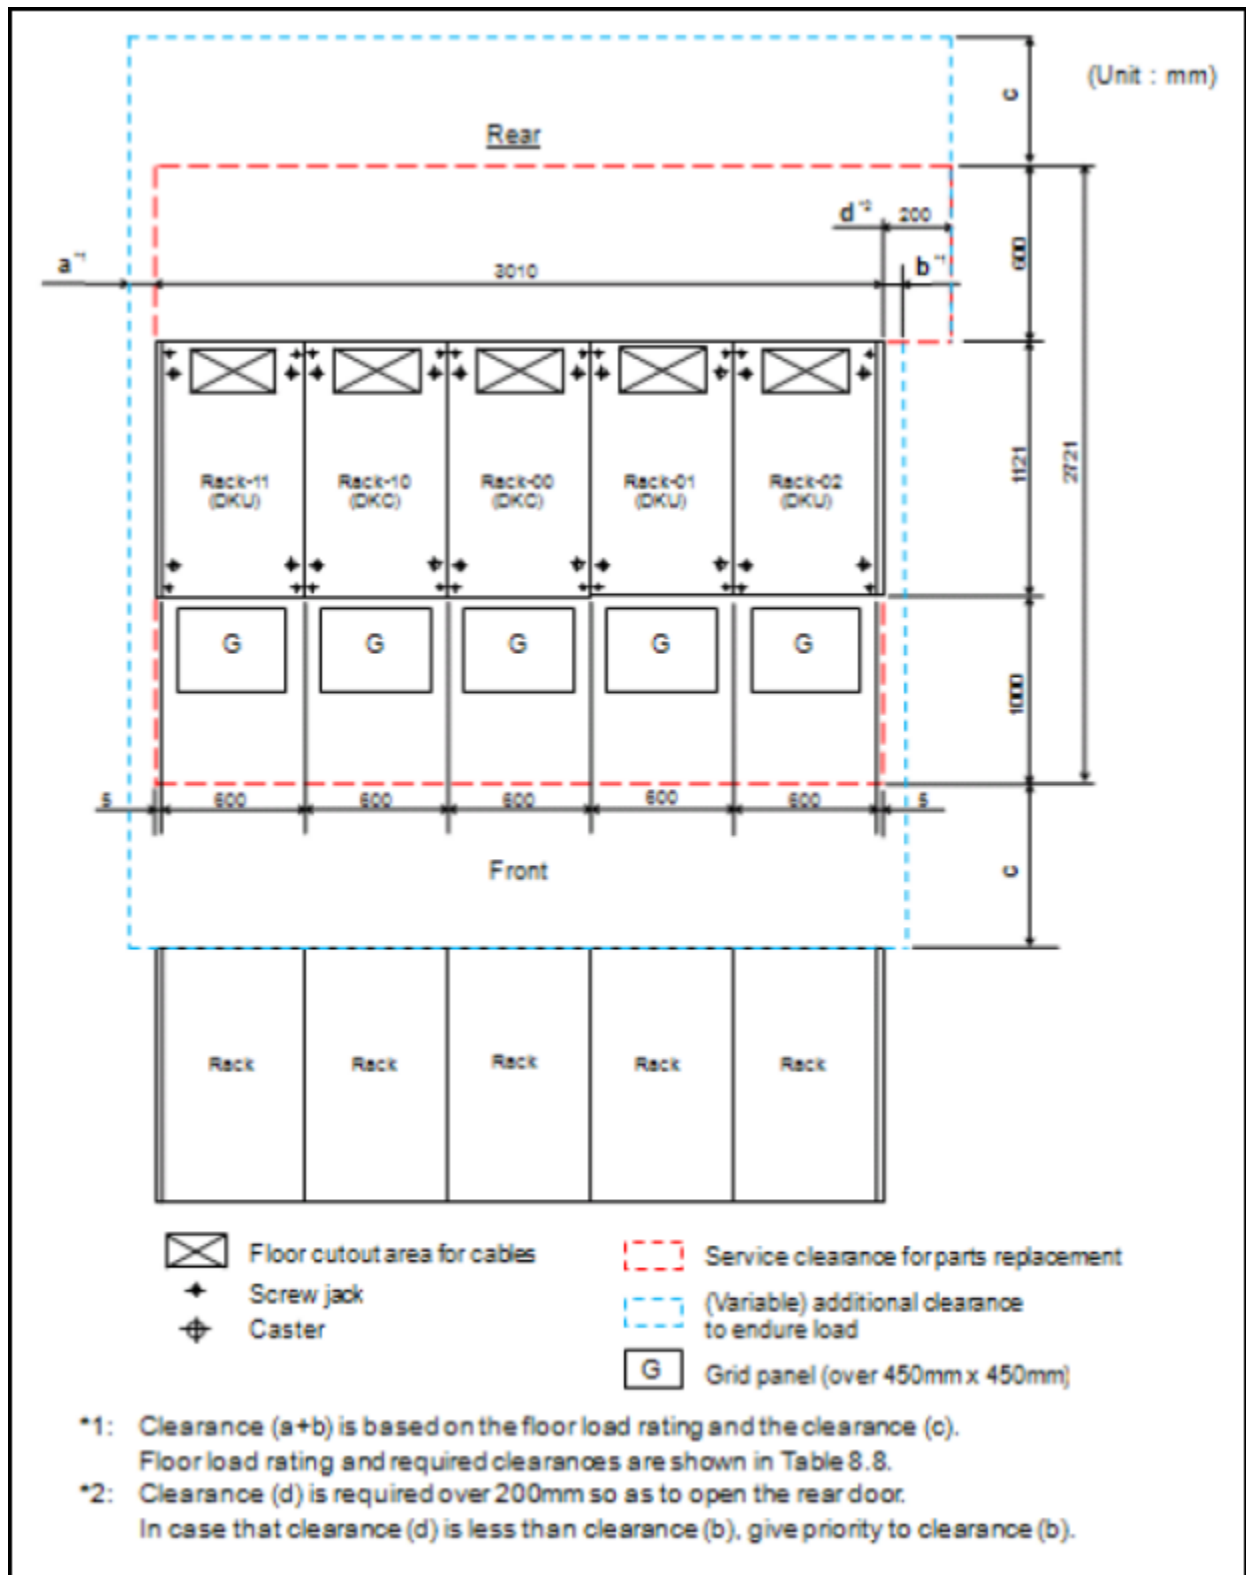 (Unit : mm)
c
Rear
d*2 200
600
a*1
3010
b*1
Rack-11
(DKU)
Rack-10
(DKC)
Rack-00
(DKC)
Rack-01
(DKU)
Rack-02
(DKU)
1121
2721
G G G G G
1000
5 600 600 600 600 600 5
Front
c
Rack Rack Rack Rack Rack
Floor cutout area for cables
Screw jack
Caster
Service clearance for parts replacement
(Variable) additional clearance
to endure load
G Grid panel (over 450mm x 450mm)
*1: Clearance (a+b) is based on the floor load rating and the clearance (c).
Floor load rating and required clearances are shown in Table 8.8.
*2: Clearance (d) is required over 200mm so as to open the rear door.
In case that clearance (d) is less than clearance (b), give priority to clearance (b).